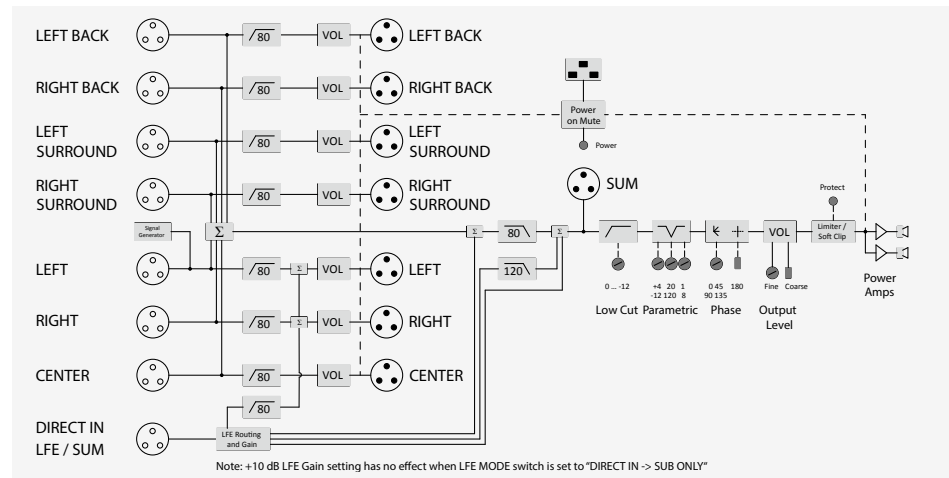 LEFT BACK
/80
VOL
LEFT BACK
RIGHT BACK
/80
VOL
RIGHT BACK
LEFT
SURROUND
/80
VOL
LEFT
SURROUND
RIGHT
SURROUND
/80
VOL
RIGHT
SURROUND
Power
on Mute
Power
SUM
Signal
Generator
Σ
Σ
80\
Σ
120\
Protect
VOL
Limiter /
Soft Clip
0 ... -12
+4 20 1
-12 120 8
0 45 180
90 135
Fine Coarse
Low Cut
Parametric
Phase
Output
Level
Power
Amps
LEFT
/80
Σ
VOL
LEFT
RIGHT
/80
Σ
VOL
RIGHT
CENTER
/80
VOL
CENTER
/80
DIRECT IN
LFE / SUM
LFE Routing
and Gain
Note: +10 dB LFE Gain setting has no effect when LFE MODE switch is set to "DIRECT IN -> SUB ONLY"